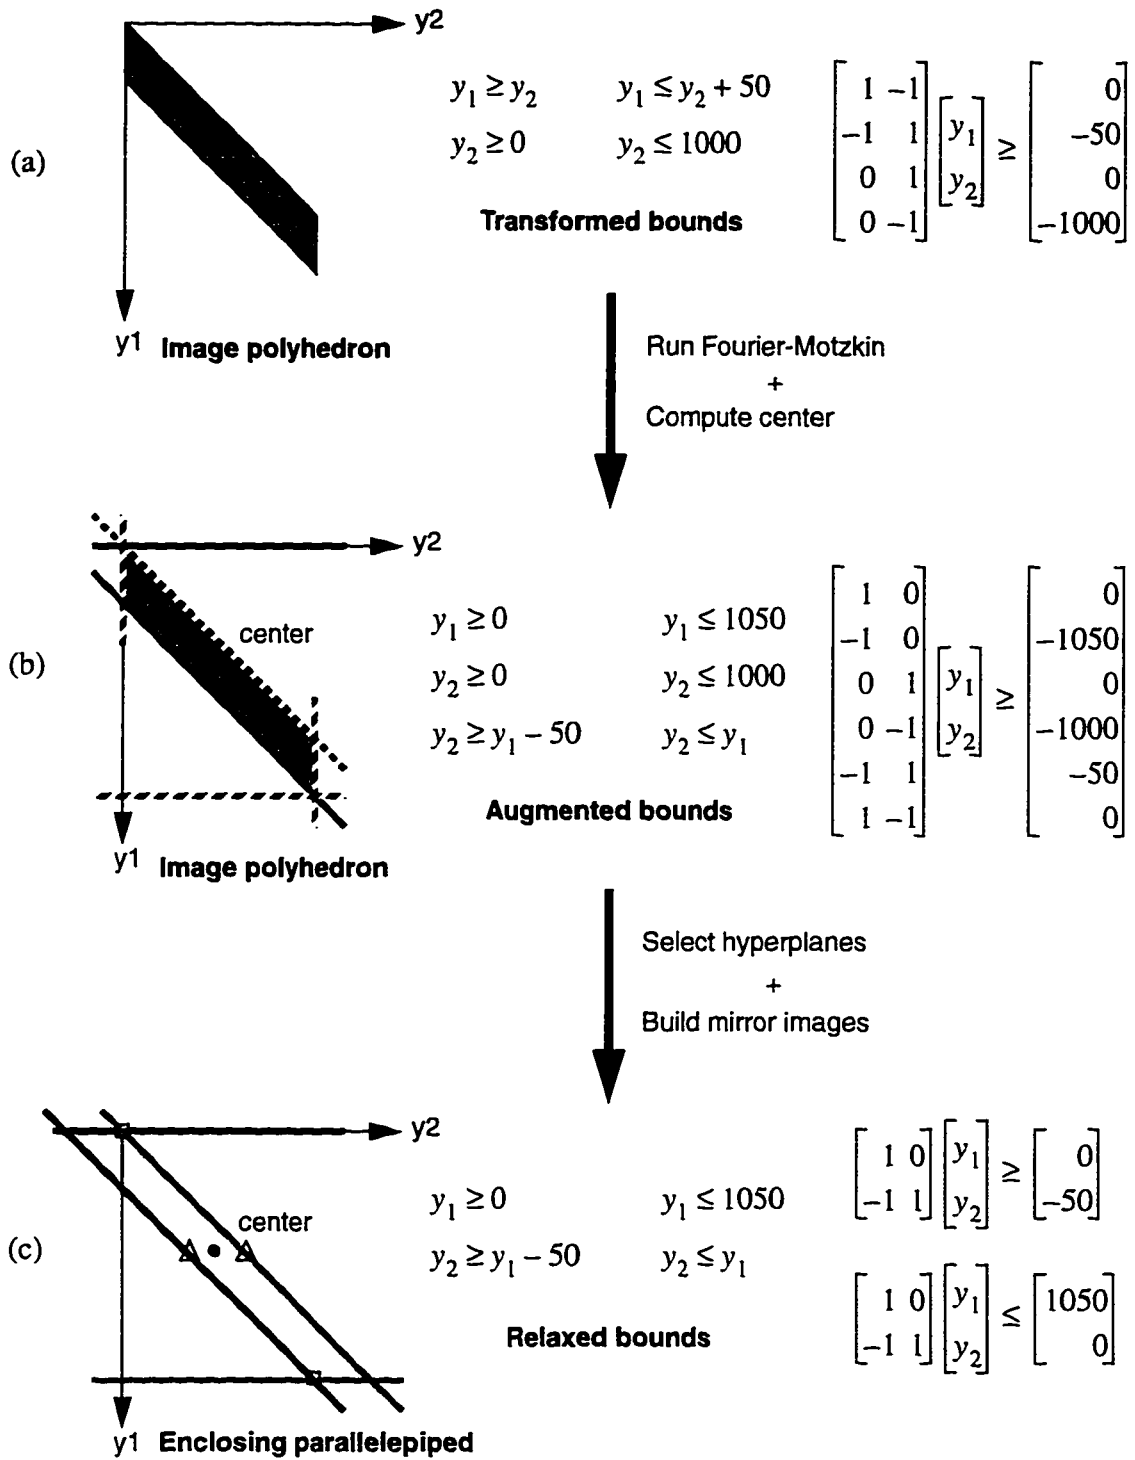 y2
y₁ ≥ y₂ y₁ ≤ y₂ + 50
y₂ ≥ 0 y₂ ≤ 1000
[1 −1; −1 1; 0 1; 0 −1] [y₁; y₂] ≥ [0; −50; 0; −1000]
(a)
Transformed bounds
y1 Image polyhedron
Run Fourier-Motzkin
+
Compute center
y2
center
y₁ ≥ 0 y₁ ≤ 1050
y₂ ≥ 0 y₂ ≤ 1000
y₂ ≥ y₁ − 50 y₂ ≤ y₁
[1 0; −1 0; 0 1; 0 −1; −1 1; 1 −1] [y₁; y₂] ≥ [0; −1050; 0; −1000; −50; 0]
(b)
Augmented bounds
y1 Image polyhedron
Select hyperplanes
+
Build mirror images
y2
center
y₁ ≥ 0 y₁ ≤ 1050
y₂ ≥ y₁ − 50 y₂ ≤ y₁
[1 0; −1 1] [y₁; y₂] ≥ [0; −50]
[1 0; −1 1] [y₁; y₂] ≤ [1050; 0]
(c)
Relaxed bounds
y1 Enclosing parallelepiped